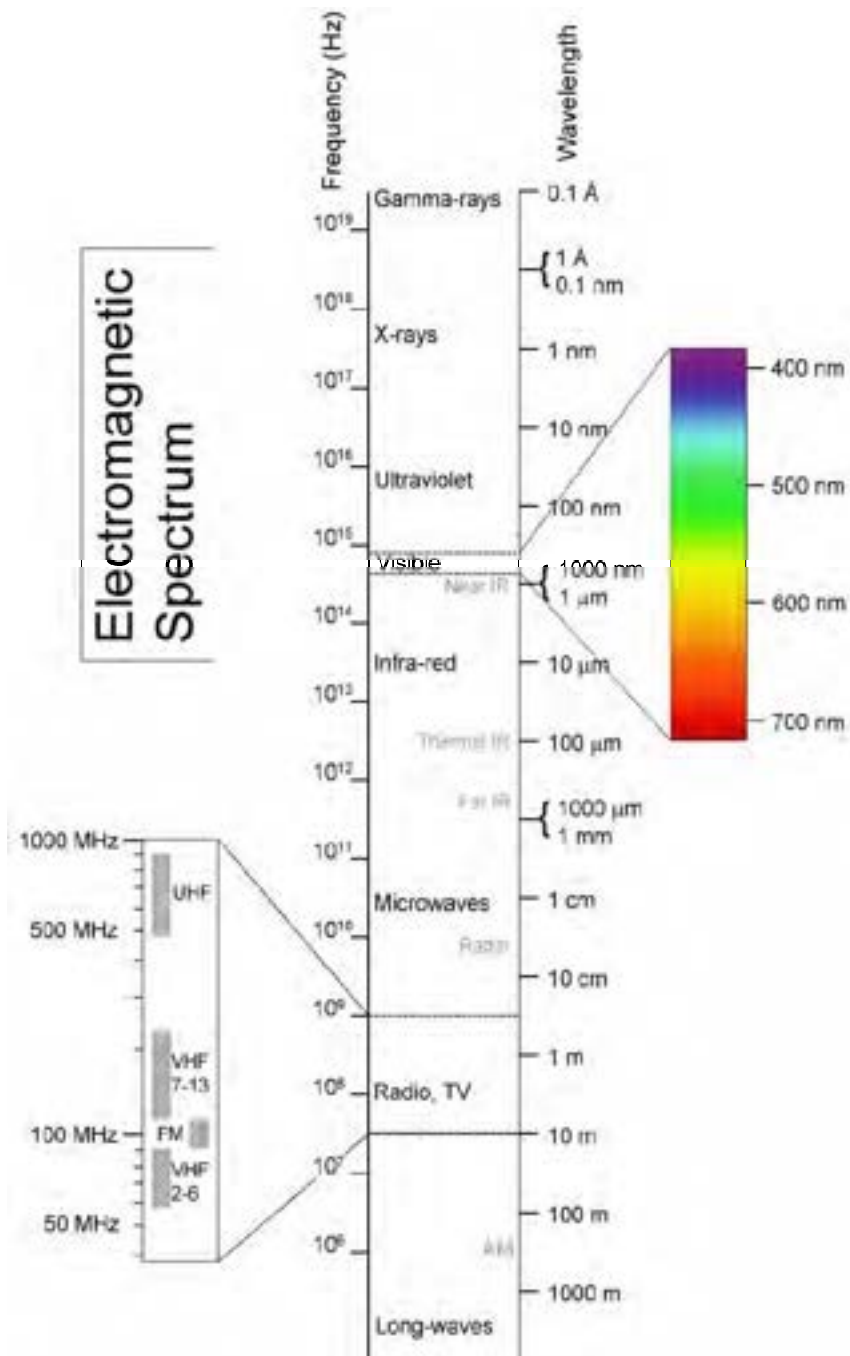 Electromagnetic
Spectrum
Frequency (Hz)
Wavelength
10¹⁹
10¹⁸
10¹⁷
10¹⁶
10¹⁵
10¹⁴
10¹³
10¹²
10¹¹
10¹⁰
10⁹
10⁸
10⁷
10⁶
Gamma-rays
X-rays
Ultraviolet
Visible
Near IR
Infra-red
Thermal IR
Far IR
Microwaves
Radar
Radio, TV
AM
Long-waves
0.1 Å
1 Å
0.1 nm
1 nm
10 nm
100 nm
1000 nm
1 μm
10 μm
100 μm
1000 μm
1 mm
1 cm
10 cm
1 m
10 m
100 m
1000 m
400 nm
500 nm
600 nm
700 nm
1000 MHz
UHF
500 MHz
VHF
7-13
100 MHz
FM
VHF
2-6
50 MHz